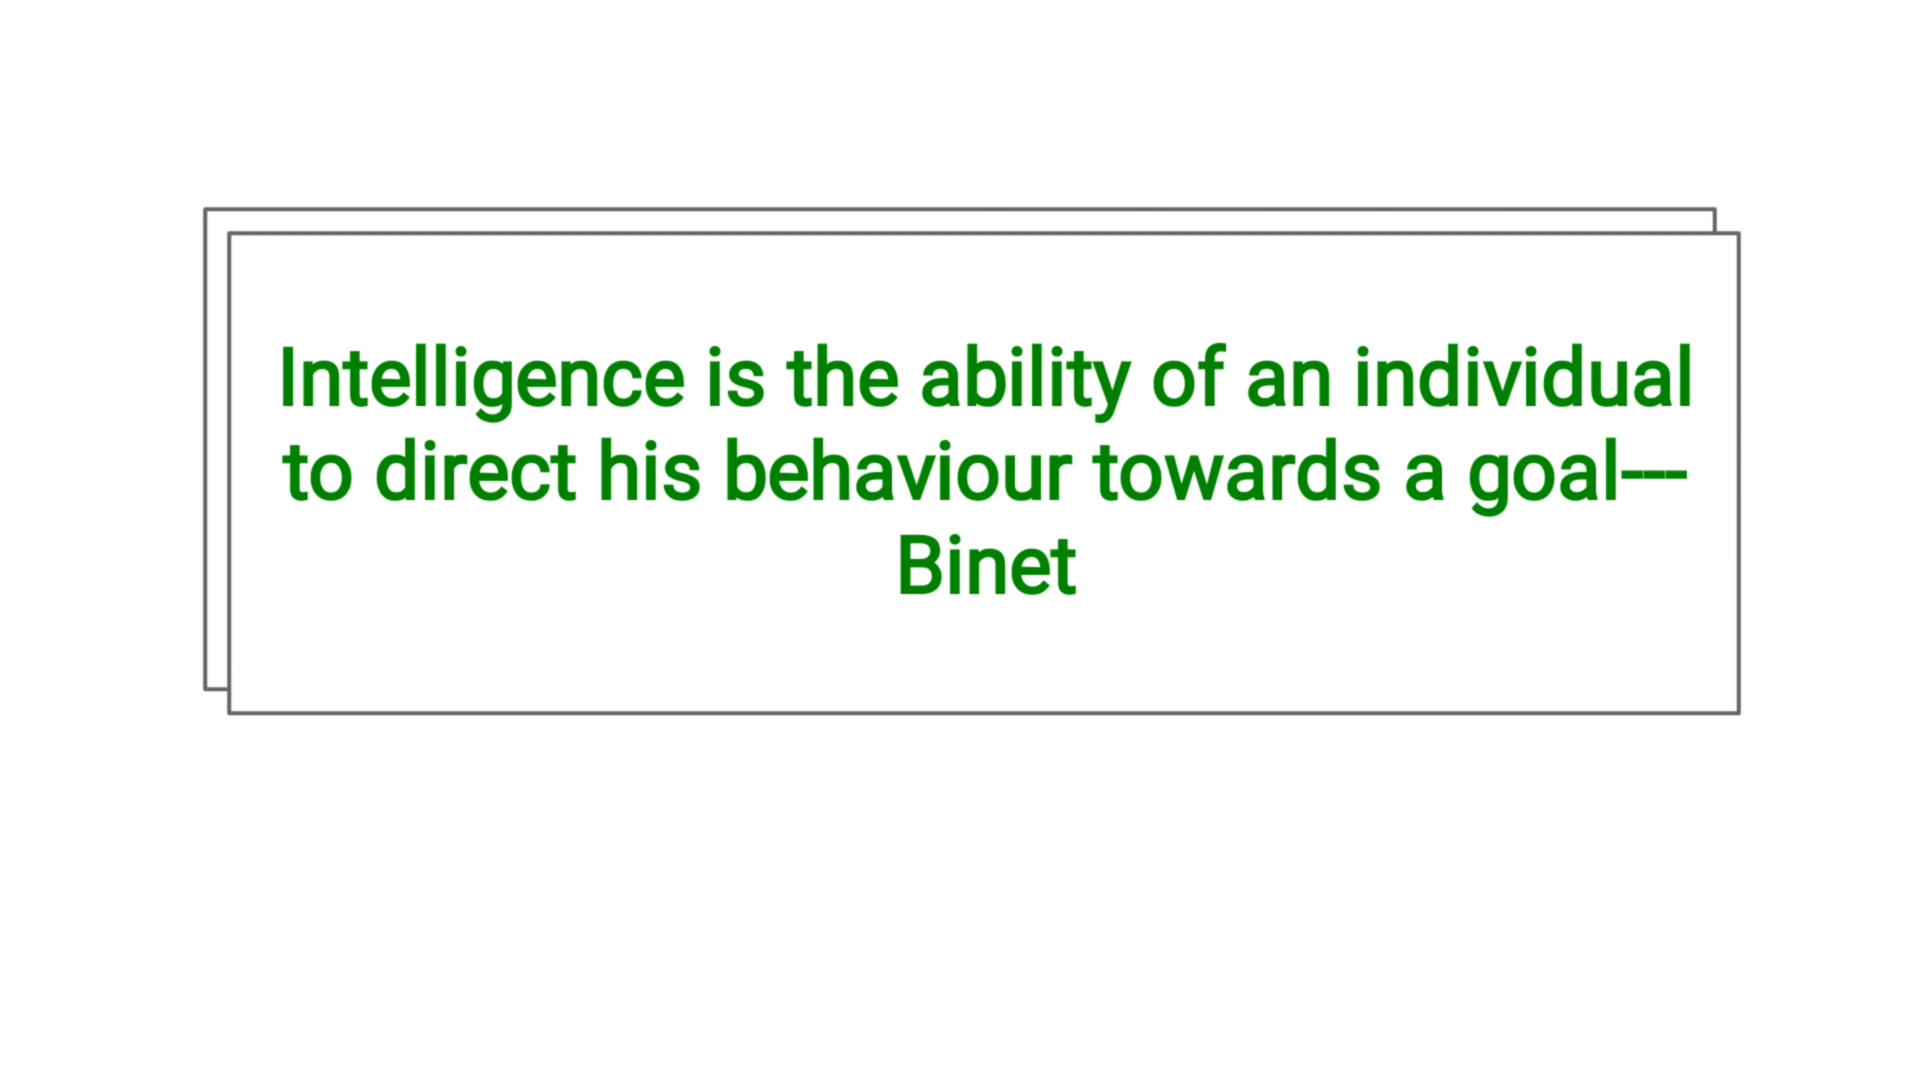 Intelligence is the ability of an individual
to direct his behaviour towards a goal---
Binet